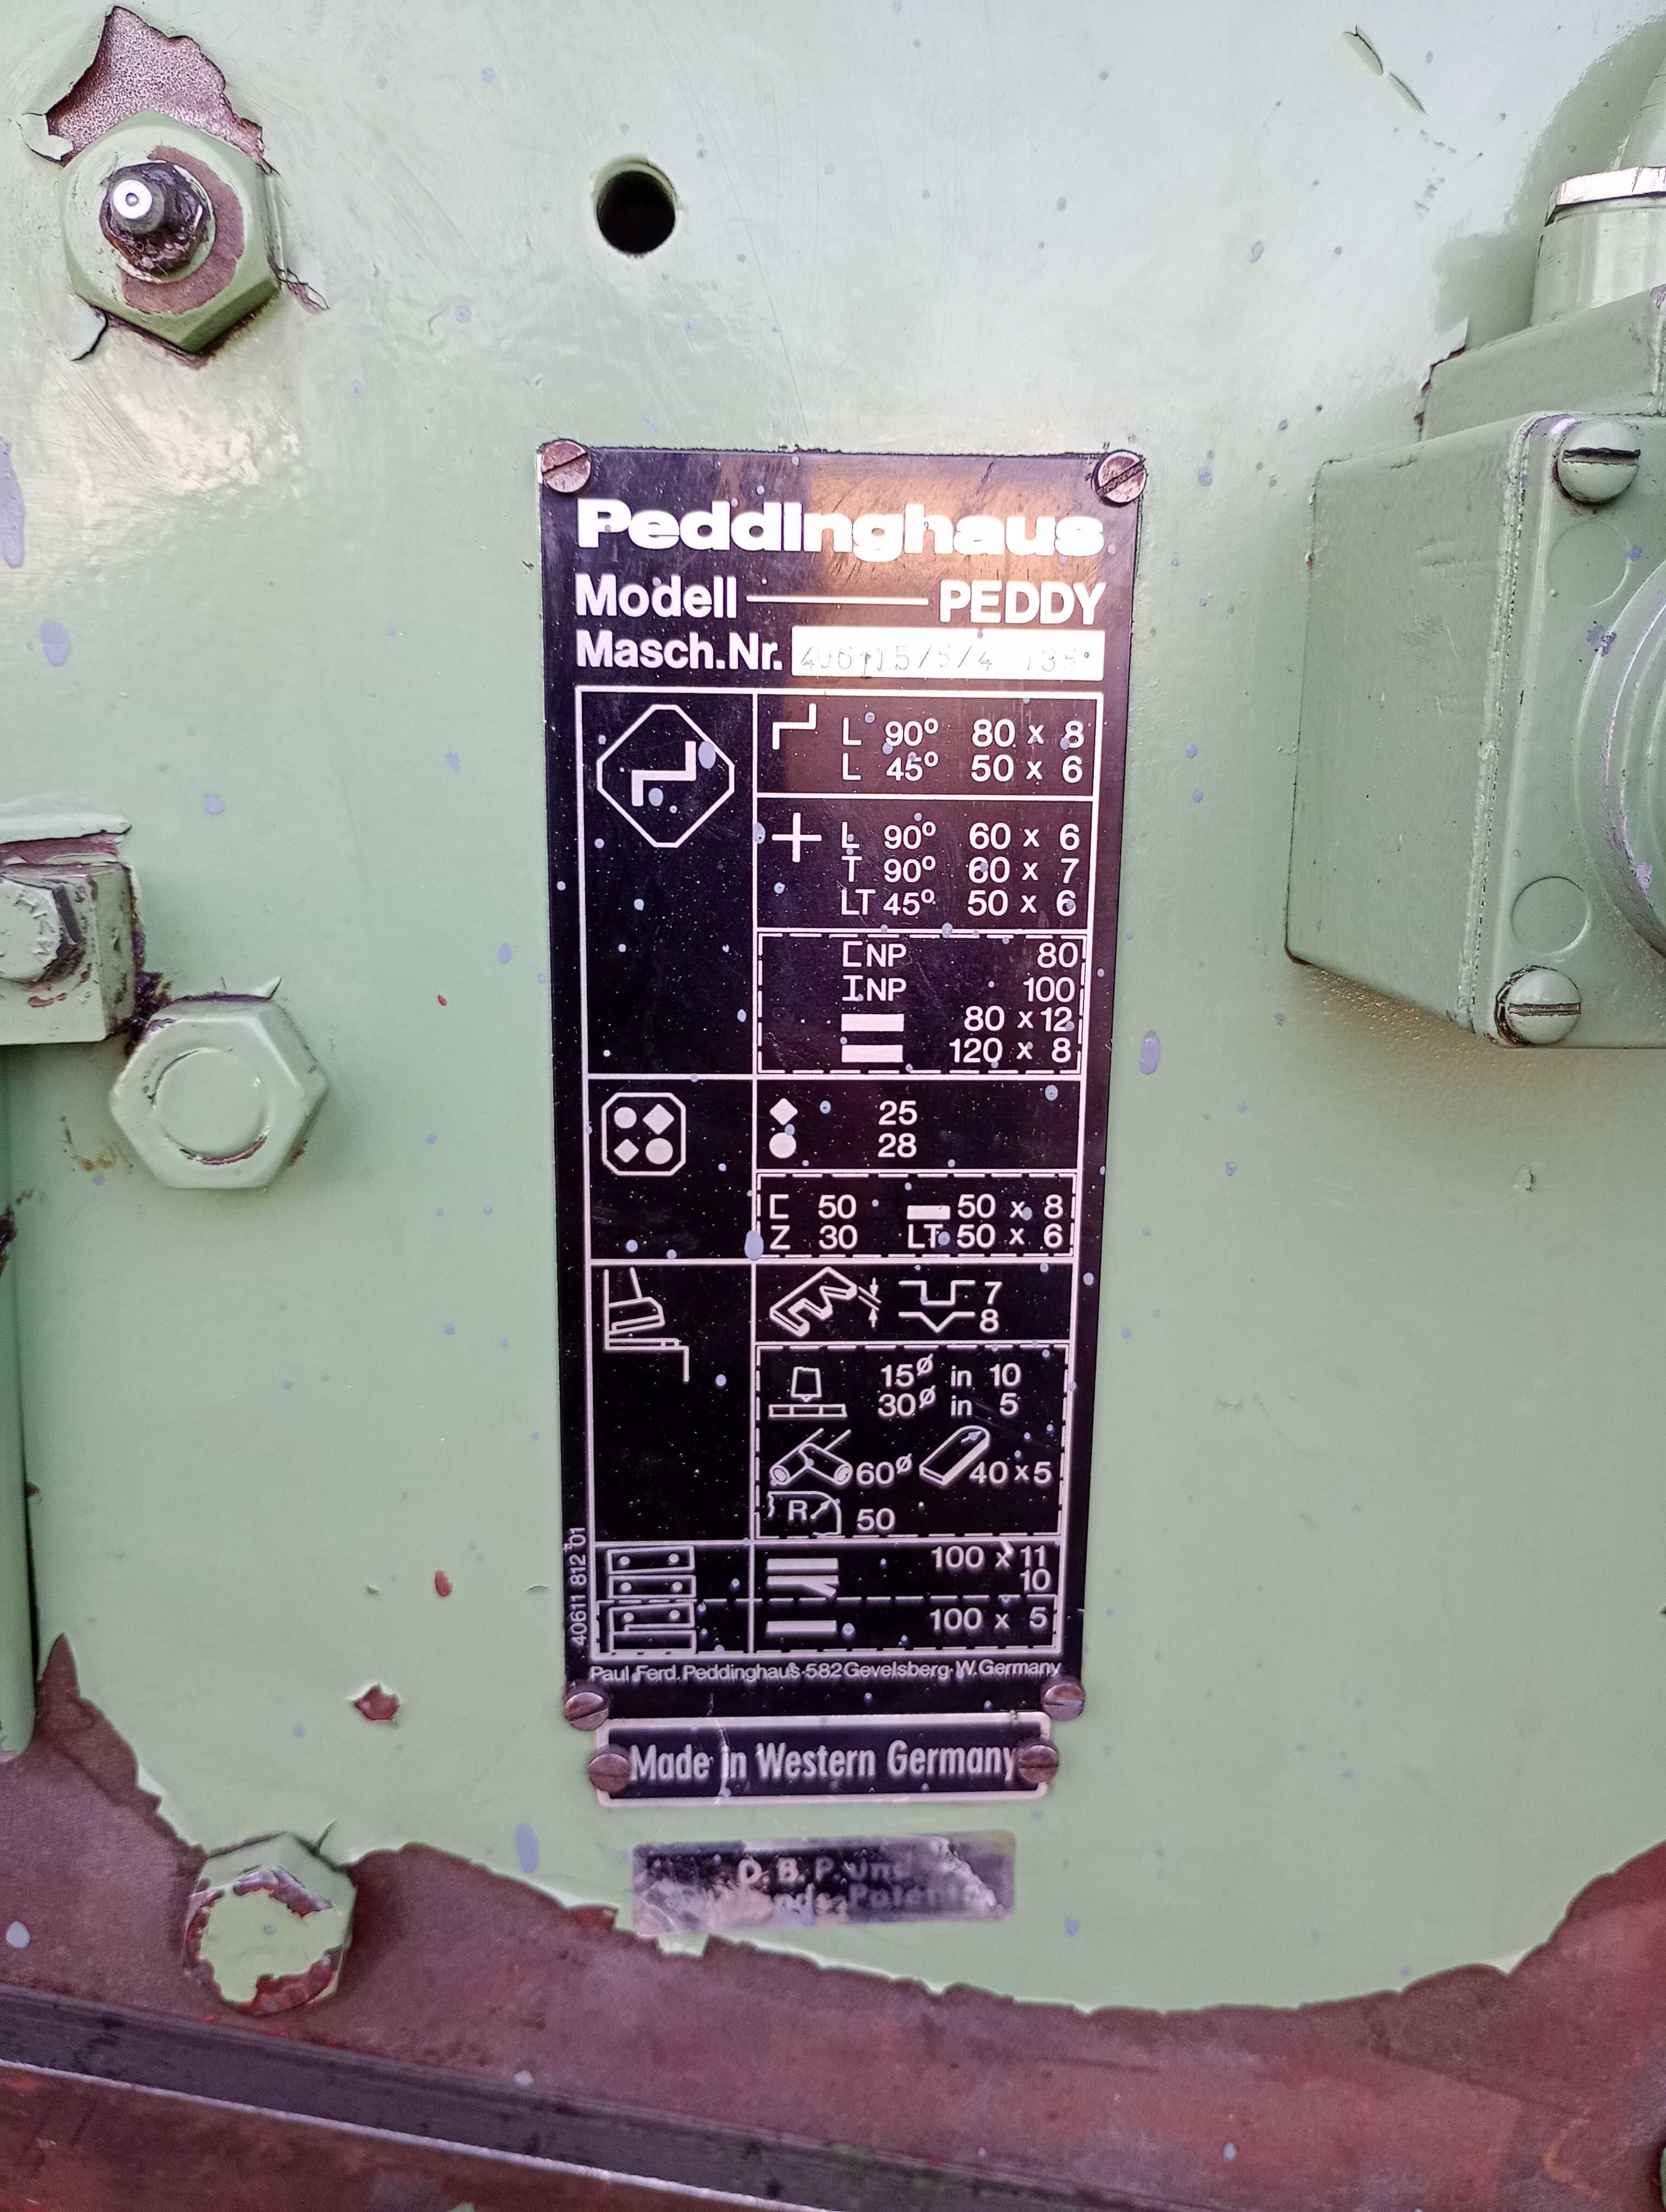 Peddinghaus
Modell PEDDY
Masch.Nr.
L 90° 80 x 8
L 45° 50 x 6
L 90° 60 x 6
T 90° 60 x 7
LT 45° 50 x 6
NP 80
I NP 100
80 x 12
120 x 8
25
28
50 50 x 8
Z 30 LT 50 x 6
7
8
15ø in 10
30ø in 5
60ø 40 x 5
R 50
100 x 11
10
100 x 5
40611 812 01
Paul Ferd. Peddinghaus·582 Gevelsberg·W. Germany
Made in Western Germany
D. B. P. und